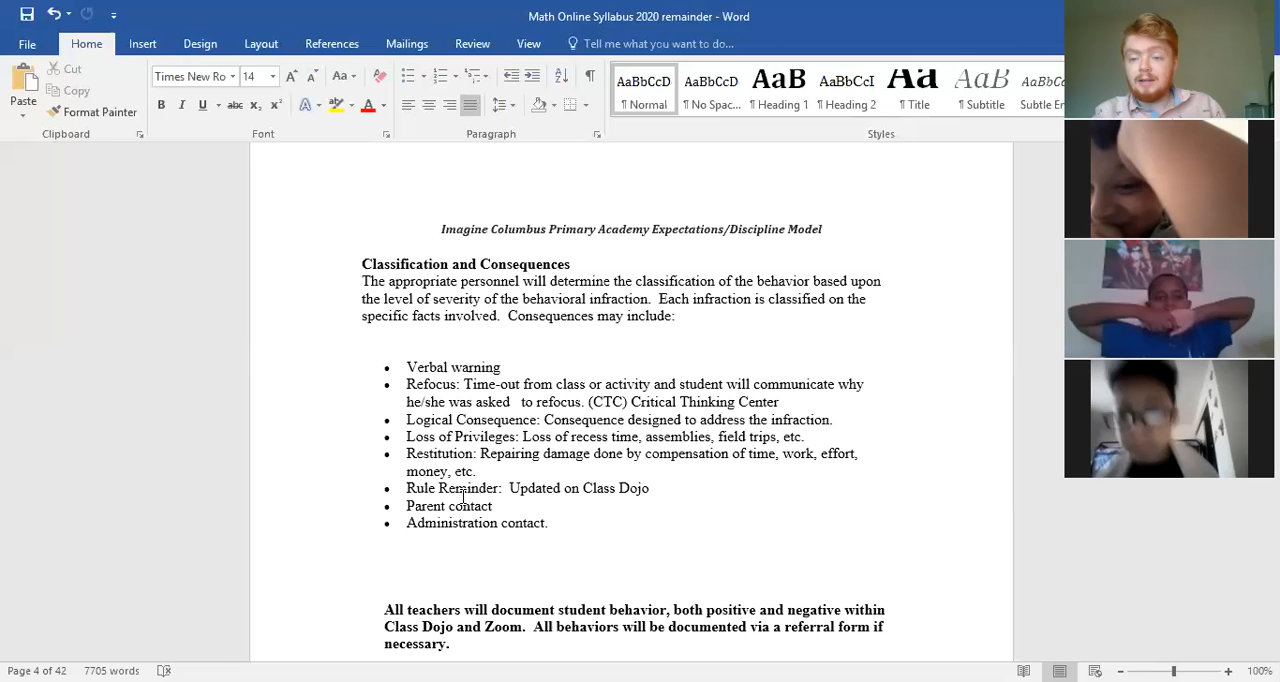 Math Online Syllabus 2020 remainder - Word
File Home Insert Design Layout References Mailings Review View Tell me what you want to do...
Paste
Cut
Copy
Format Painter
Times New Ro 14
Aa
B I U abc X₂ X² A A
AaBbCcD AaBbCcD AaB AaBbCcI AaB AaBbCcD AaBbCc
¶ Normal ¶ No Spac... ¶ Heading 1 ¶ Heading 2 ¶ Title ¶ Subtitle Subtle En
Clipboard Font Paragraph Styles
Imagine Columbus Primary Academy Expectations/Discipline Model
Classification and Consequences
The appropriate personnel will determine the classification of the behavior based upon
the level of severity of the behavioral infraction. Each infraction is classified on the
specific facts involved. Consequences may include:
• Verbal warning
• Refocus: Time-out from class or activity and student will communicate why
he/she was asked to refocus. (CTC) Critical Thinking Center
• Logical Consequence: Consequence designed to address the infraction.
• Loss of Privileges: Loss of recess time, assemblies, field trips, etc.
• Restitution: Repairing damage done by compensation of time, work, effort,
money, etc.
• Rule Reminder: Updated on Class Dojo
• Parent contact
• Administration contact.
All teachers will document student behavior, both positive and negative within
Class Dojo and Zoom. All behaviors will be documented via a referral form if
necessary.
Page 4 of 42 7705 words 100%